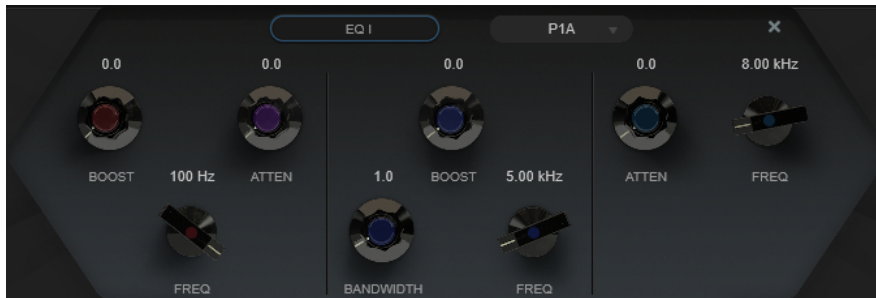 EQ I
P1A
×
0.0
0.0
0.0
0.0
8.00 kHz
BOOST
100 Hz
ATTEN
1.0
BOOST
5.00 kHz
ATTEN
FREQ
FREQ
BANDWIDTH
FREQ